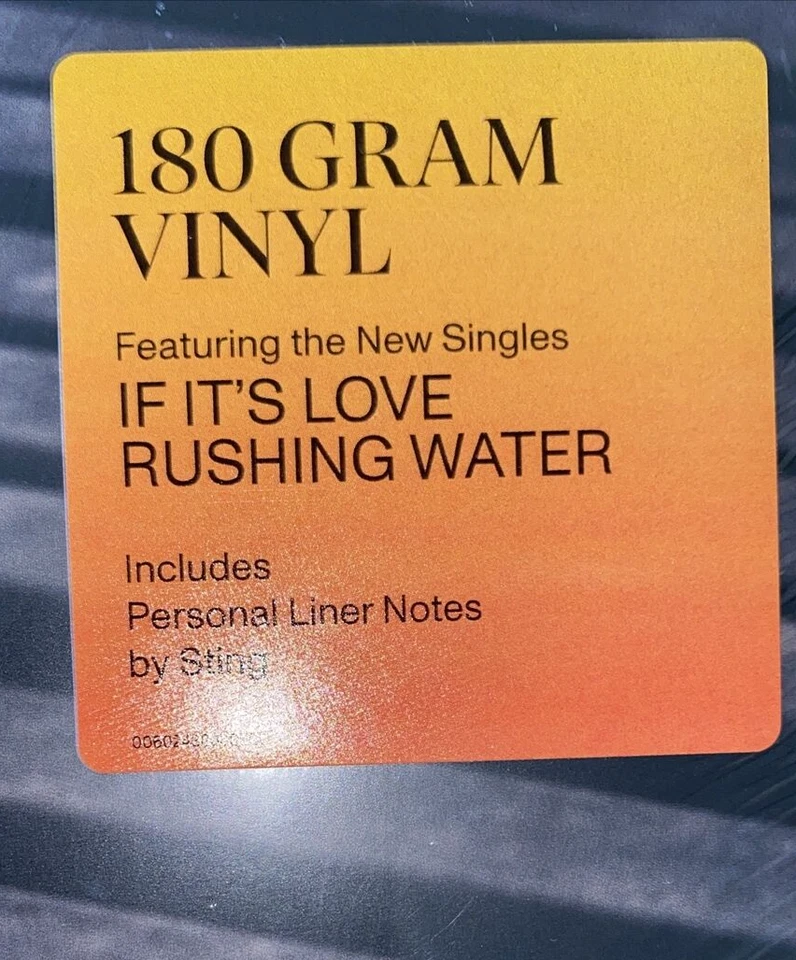 180 GRAM
VINYL
Featuring the New Singles
IF IT'S LOVE
RUSHING WATER
Includes
Personal Liner Notes
by Sting